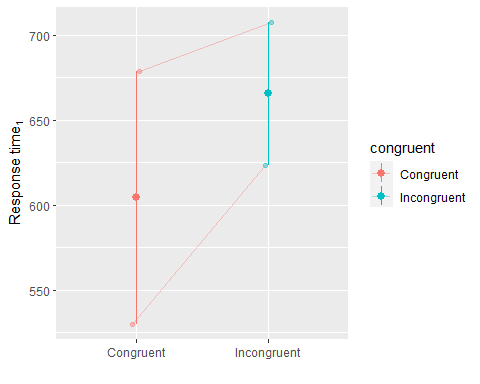 700
650
600
550
Response time₁
Congruent Incongruent
congruent
Congruent
Incongruent